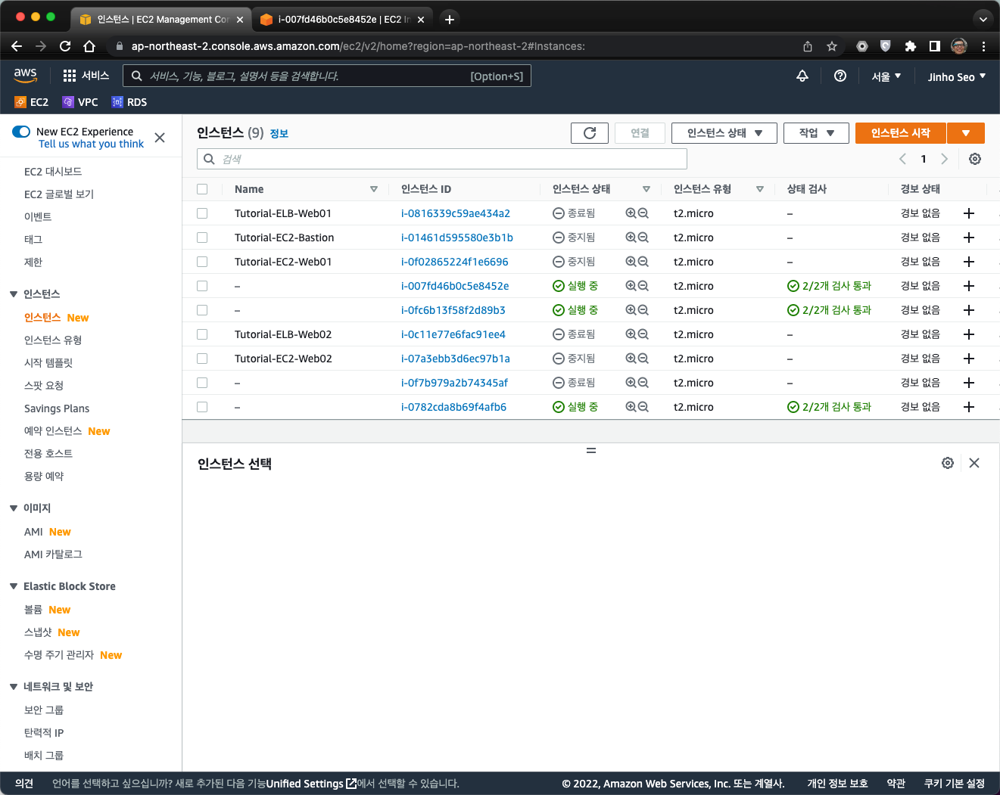 인스턴스 | EC2 Management Cor
i-007fd46b0c5e8452e | EC2 In
ap-northeast-2.console.aws.amazon.com/ec2/v2/home?region=ap-northeast-2#Instances:
aws
서비스
서비스, 기능, 블로그, 설명서 등을 검색합니다.
[Option+S]
서울
Jinho Seo
EC2
VPC
RDS
New EC2 Experience
Tell us what you think
EC2 대시보드
EC2 글로벌 보기
이벤트
태그
제한
인스턴스
인스턴스 New
인스턴스 유형
시작 템플릿
스팟 요청
Savings Plans
예약 인스턴스 New
전용 호스트
용량 예약
이미지
AMI New
AMI 카탈로그
Elastic Block Store
볼륨 New
스냅샷 New
수명 주기 관리자 New
네트워크 및 보안
보안 그룹
탄력적 IP
배치 그룹
인스턴스 (9) 정보
연결
인스턴스 상태
작업
인스턴스 시작
검색
1
Name 인스턴스 ID 인스턴스 상태 인스턴스 유형 상태 검사 경보 상태
Tutorial-ELB-Web01 i-0816339c59ae434a2 종료됨 t2.micro – 경보 없음
Tutorial-EC2-Bastion i-01461d595580e3b1b 중지됨 t2.micro – 경보 없음
Tutorial-EC2-Web01 i-0f02865224f1e6696 중지됨 t2.micro – 경보 없음
– i-007fd46b0c5e8452e 실행 중 t2.micro 2/2개 검사 통과 경보 없음
– i-0fc6b13f58f2d89b3 실행 중 t2.micro 2/2개 검사 통과 경보 없음
Tutorial-ELB-Web02 i-0c11e77e6fac91ee4 종료됨 t2.micro – 경보 없음
Tutorial-EC2-Web02 i-07a3ebb3d6ec97b1a 중지됨 t2.micro – 경보 없음
– i-0f7b979a2b74345af 종료됨 t2.micro – 경보 없음
– i-0782cda8b69f4afb6 실행 중 t2.micro 2/2개 검사 통과 경보 없음
인스턴스 선택
의견
언어를 선택하고 싶으십니까? 새로 추가된 다음 기능Unified Settings에서 선택할 수 있습니다.
© 2022, Amazon Web Services, Inc. 또는 계열사.
개인 정보 보호
약관
쿠키 기본 설정